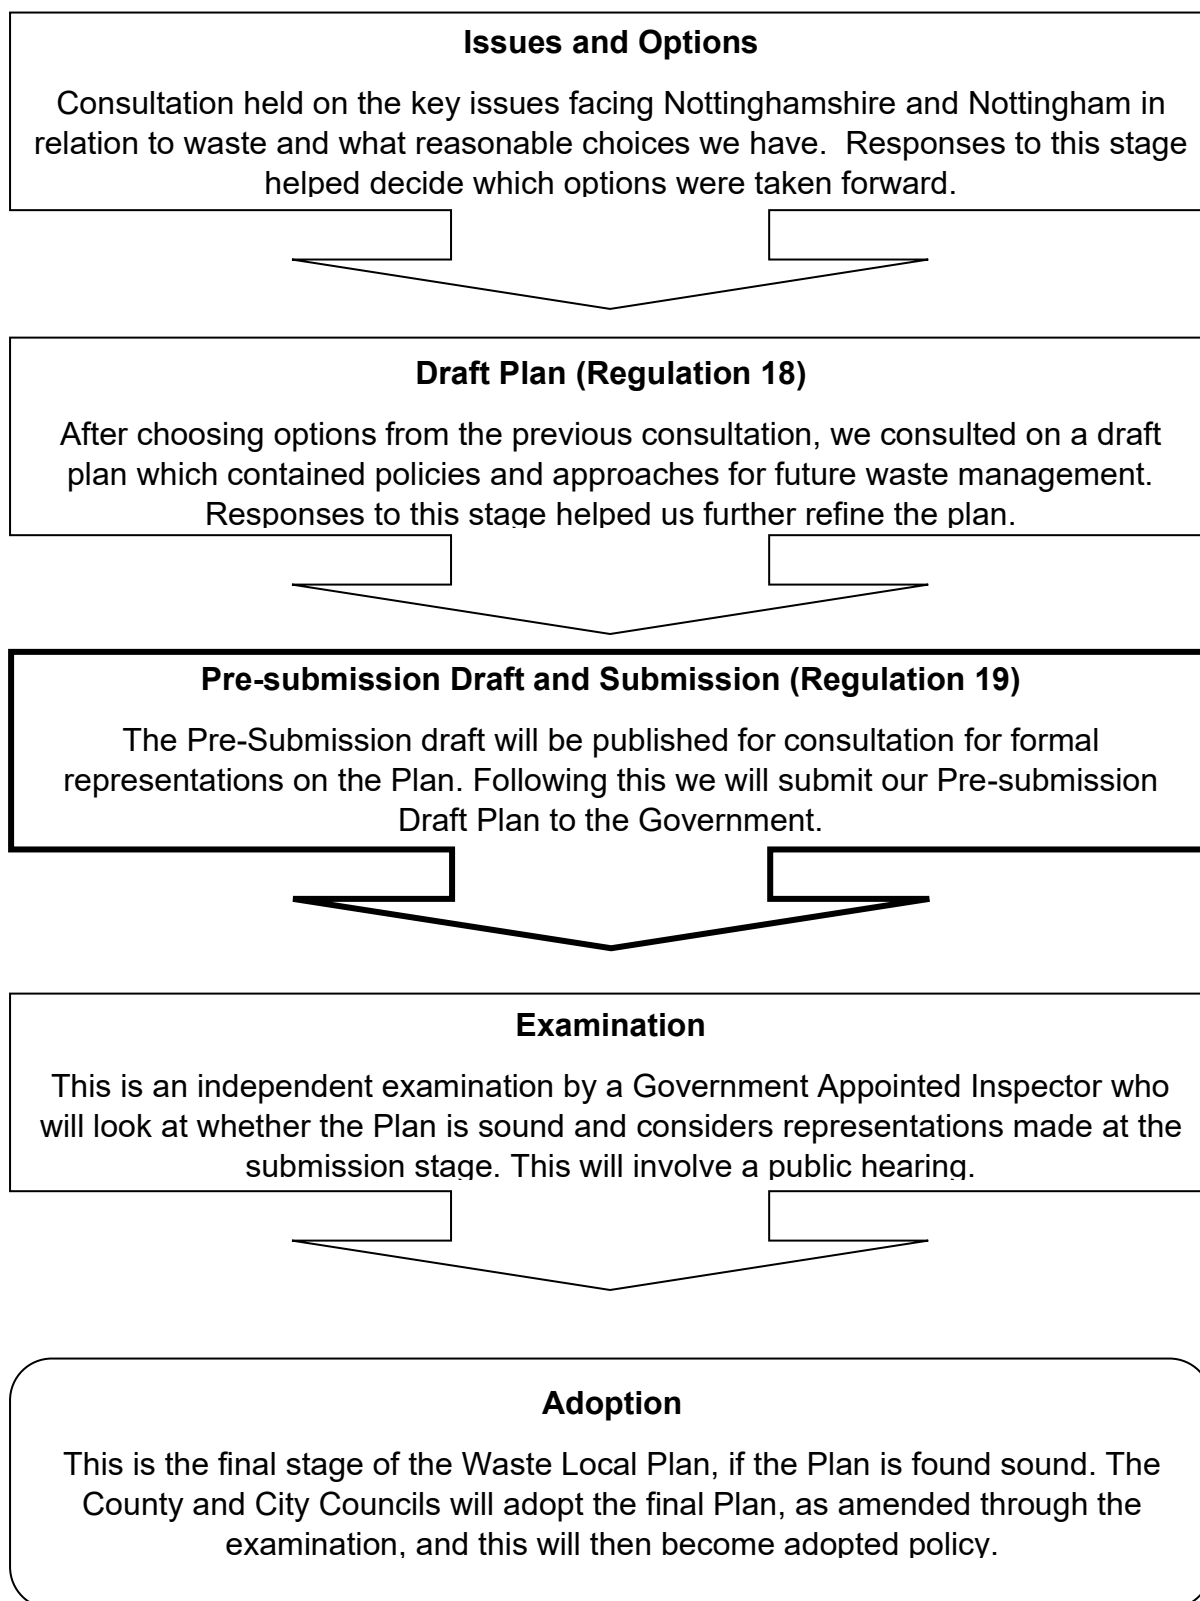 Issues and Options
Consultation held on the key issues facing Nottinghamshire and Nottingham in
relation to waste and what reasonable choices we have.  Responses to this stage
helped decide which options were taken forward.
Draft Plan (Regulation 18)
After choosing options from the previous consultation, we consulted on a draft
plan which contained policies and approaches for future waste management.
Responses to this stage helped us further refine the plan.
Pre-submission Draft and Submission (Regulation 19)
The Pre-Submission draft will be published for consultation for formal
representations on the Plan. Following this we will submit our Pre-submission
Draft Plan to the Government.
Examination
This is an independent examination by a Government Appointed Inspector who
will look at whether the Plan is sound and considers representations made at the
submission stage. This will involve a public hearing.
Adoption
This is the final stage of the Waste Local Plan, if the Plan is found sound. The
County and City Councils will adopt the final Plan, as amended through the
examination, and this will then become adopted policy.